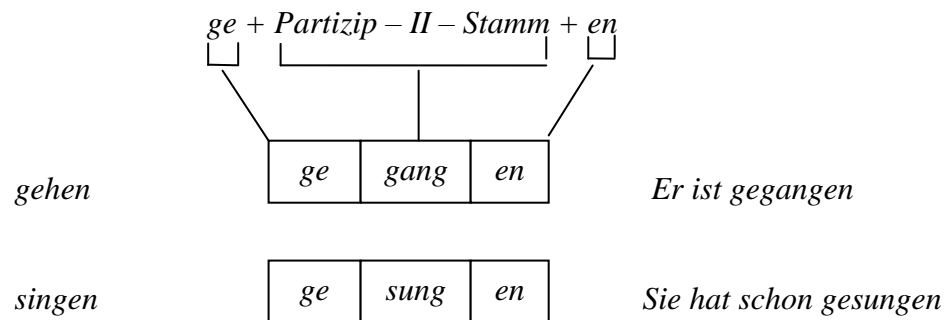 ge + Partizip – II – Stamm + en
gehen ge gang en Er ist gegangen
singen ge sung en Sie hat schon gesungen